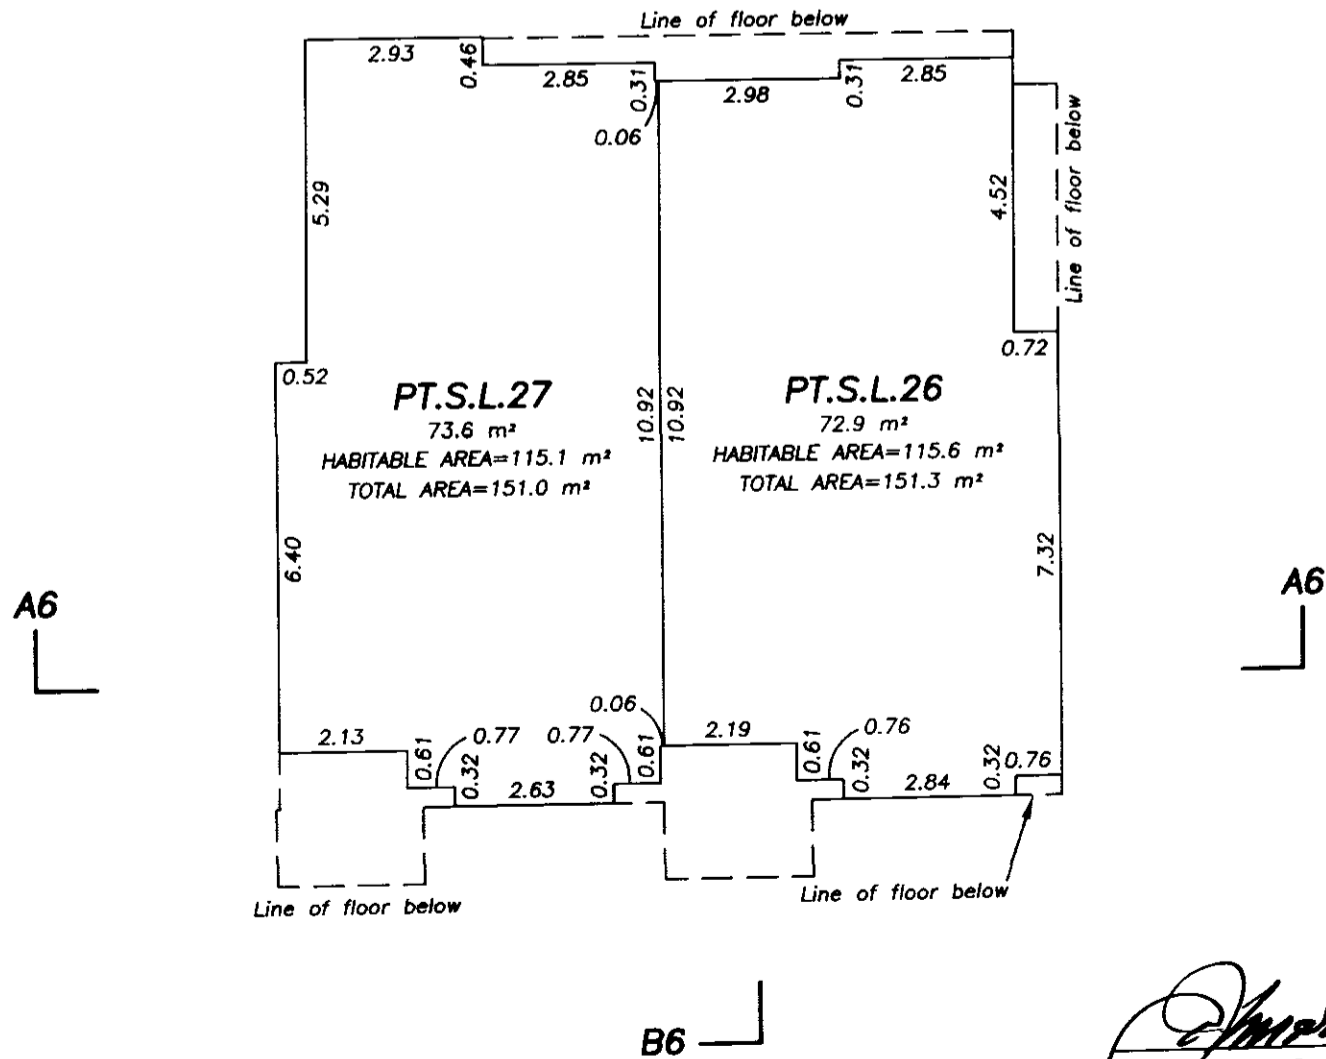 Line of floor below
2.93
0.46
2.85
0.31
2.98
0.31
2.85
0.06
5.29
4.52
Line of floor below
0.52
0.72
PT.S.L.27
73.6 m²
HABITABLE AREA=115.1 m²
TOTAL AREA=151.0 m²
10.92
10.92
PT.S.L.26
72.9 m²
HABITABLE AREA=115.6 m²
TOTAL AREA=151.3 m²
6.40
7.32
A6
A6
0.06
2.13
0.61
0.77
0.32
2.63
0.77
0.32
0.61
2.19
0.61
0.76
0.32
2.84
0.32
0.76
Line of floor below
Line of floor below
B6